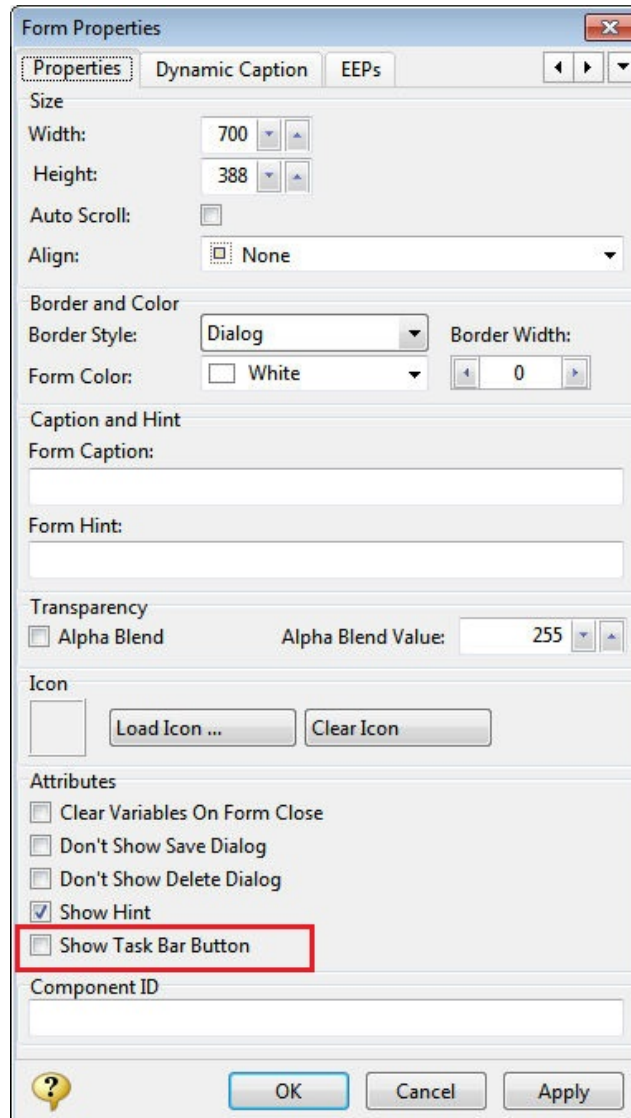 Form Properties
Properties Dynamic Caption EEPs
Size
Width: 700
Height: 388
Auto Scroll:
Align: None
Border and Color
Border Style: Dialog Border Width:
Form Color: White 0
Caption and Hint
Form Caption:
Form Hint:
Transparency
Alpha Blend Alpha Blend Value: 255
Icon
Load Icon ... Clear Icon
Attributes
Clear Variables On Form Close
Don't Show Save Dialog
Don't Show Delete Dialog
Show Hint
Show Task Bar Button
Component ID
? OK Cancel Apply